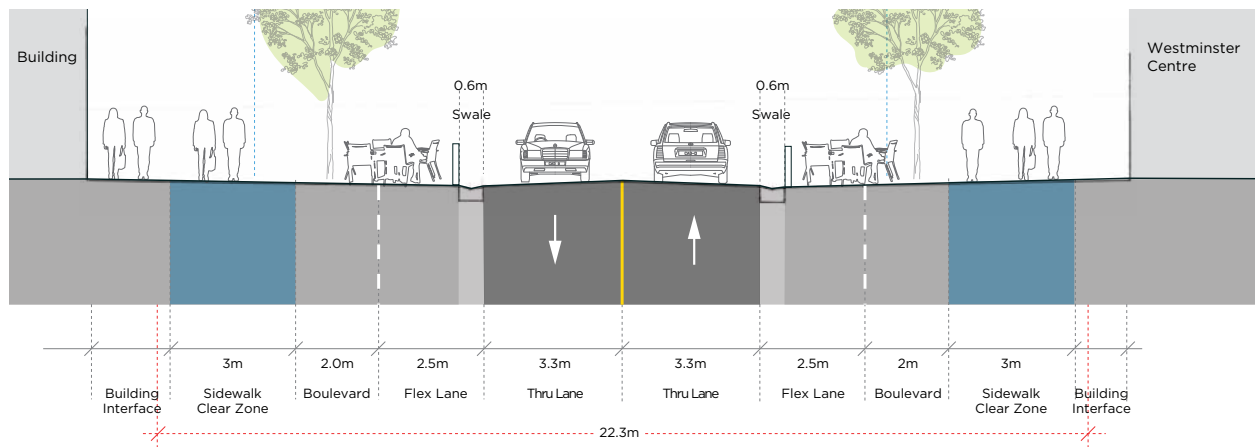 Building
Westminster
Centre
0.6m
Swale
0.6m
Swale
3m
2.0m
2.5m
3.3m
3.3m
2.5m
2m
3m
Building
Interface
Sidewalk
Clear Zone
Boulevard
Flex Lane
Thru Lane
Thru Lane
Flex Lane
Boulevard
Sidewalk
Clear Zone
Building
Interface
22.3m